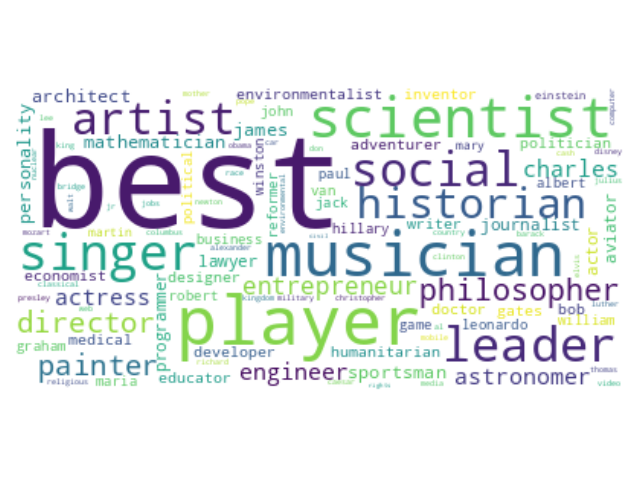 architect
mother
environmentalist
inventor
einstein
computer
personality
lee
artist
pope
john
scientist
king
mathematician
james
obama
car
don
adventurer
mary
politician
cash
disney
nuclear
best
political
winston
reformer
environmental
paul
social
charles
albert
julius
bridge
race
van
walt
jr
jobs
newton
jack
historian
aviator
mozart
martin
columbus
business
hillary
writer
journalist
actor
singer
lawyer
alexander
musician
country
clinton
elvis
economist
classical
designer
entrepreneur
philosopher
presley
actress
programmer
robert
kingdom
military
christopher
bob
luther
director
web
player
doctor
gates
william
game
al
leonardo
graham
medical
developer
humanitarian
mobile
leader
painter
richard
engineer
sportsman
astronomer
thomas
religious
maria
educator
caesar
rights
media
video
barack